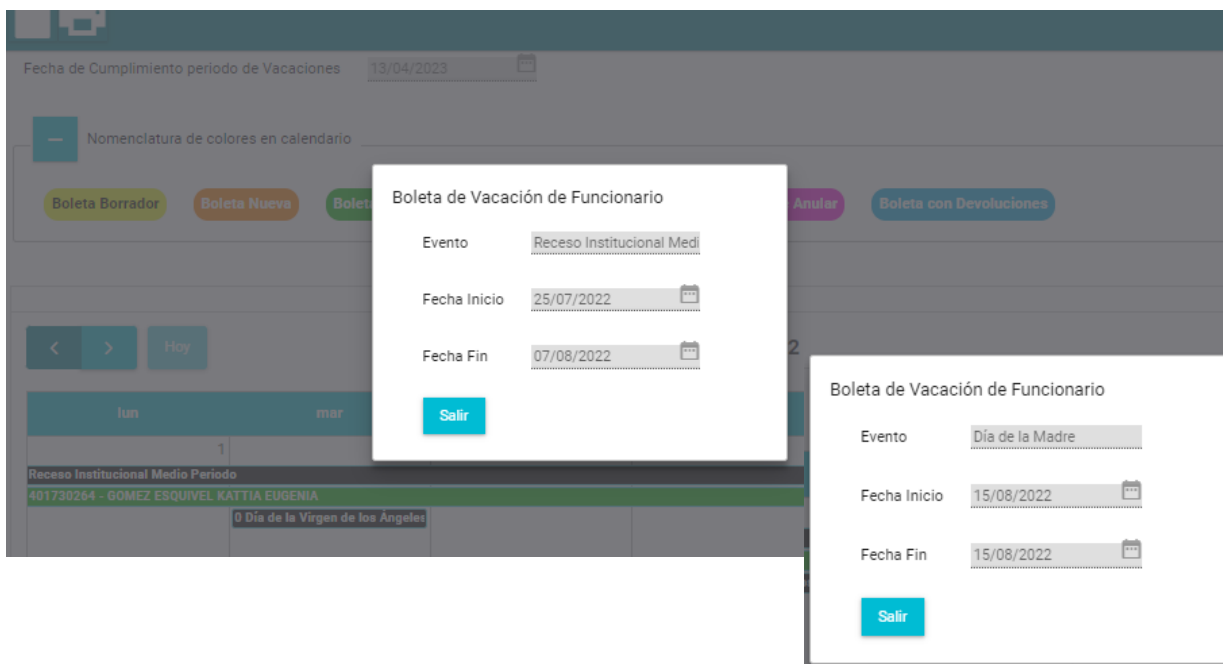 Fecha de Cumplimiento periodo de Vacaciones 13/04/2023
Nomenclatura de colores en calendario
Boleta Borrador Boleta Nueva Anular Boleta con Devoluciones
Boleta de Vacación de Funcionario
Evento Receso Institucional Medi
Fecha Inicio 25/07/2022
Fecha Fin 07/08/2022
Salir
Hoy 2
lun mar
1
Receso Institucional Medio Periodo
401730264 - GOMEZ ESQUIVEL KATTIA EUGENIA
0 Día de la Virgen de los Ángeles
Boleta de Vacación de Funcionario
Evento Día de la Madre
Fecha Inicio 15/08/2022
Fecha Fin 15/08/2022
Salir